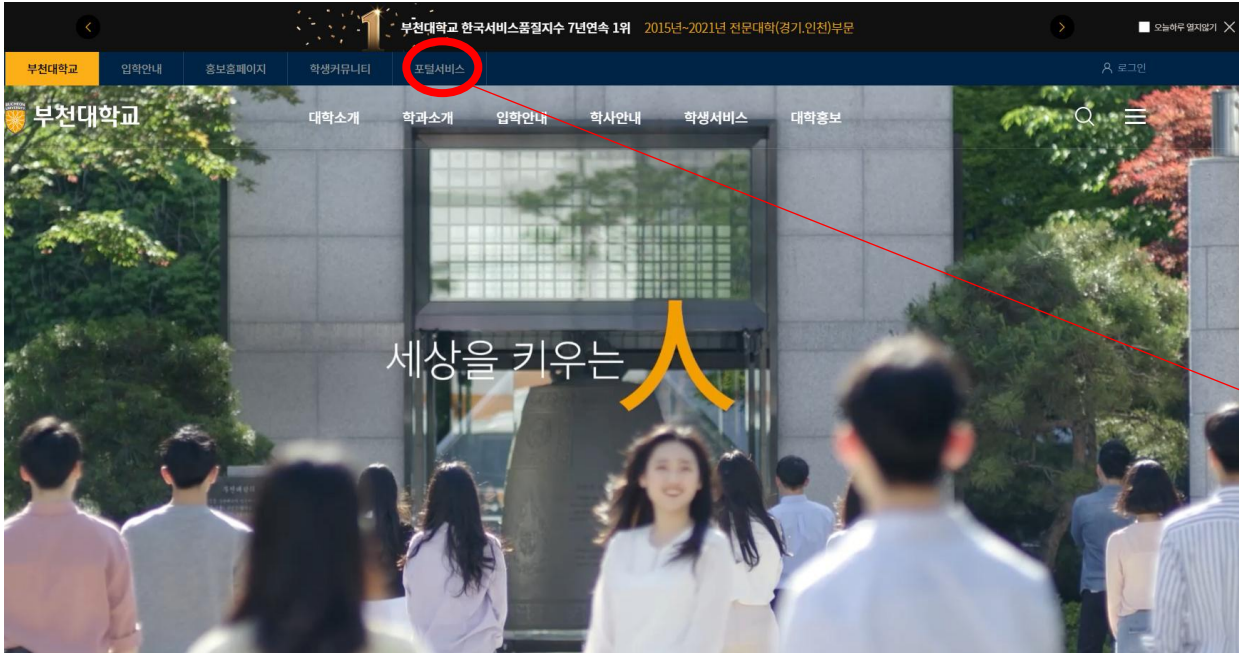 부천대학교 한국서비스품질지수 7년연속 1위 2015년~2021년 전문대학(경기.인천)부문 오늘하루 열지않기
부천대학교 입학안내 홍보홈페이지 학생커뮤니티 포털서비스 로그인
부천대학교 대학소개 학과소개 입학안내 학사안내 학생서비스 대학홍보
세상을 키우는 人